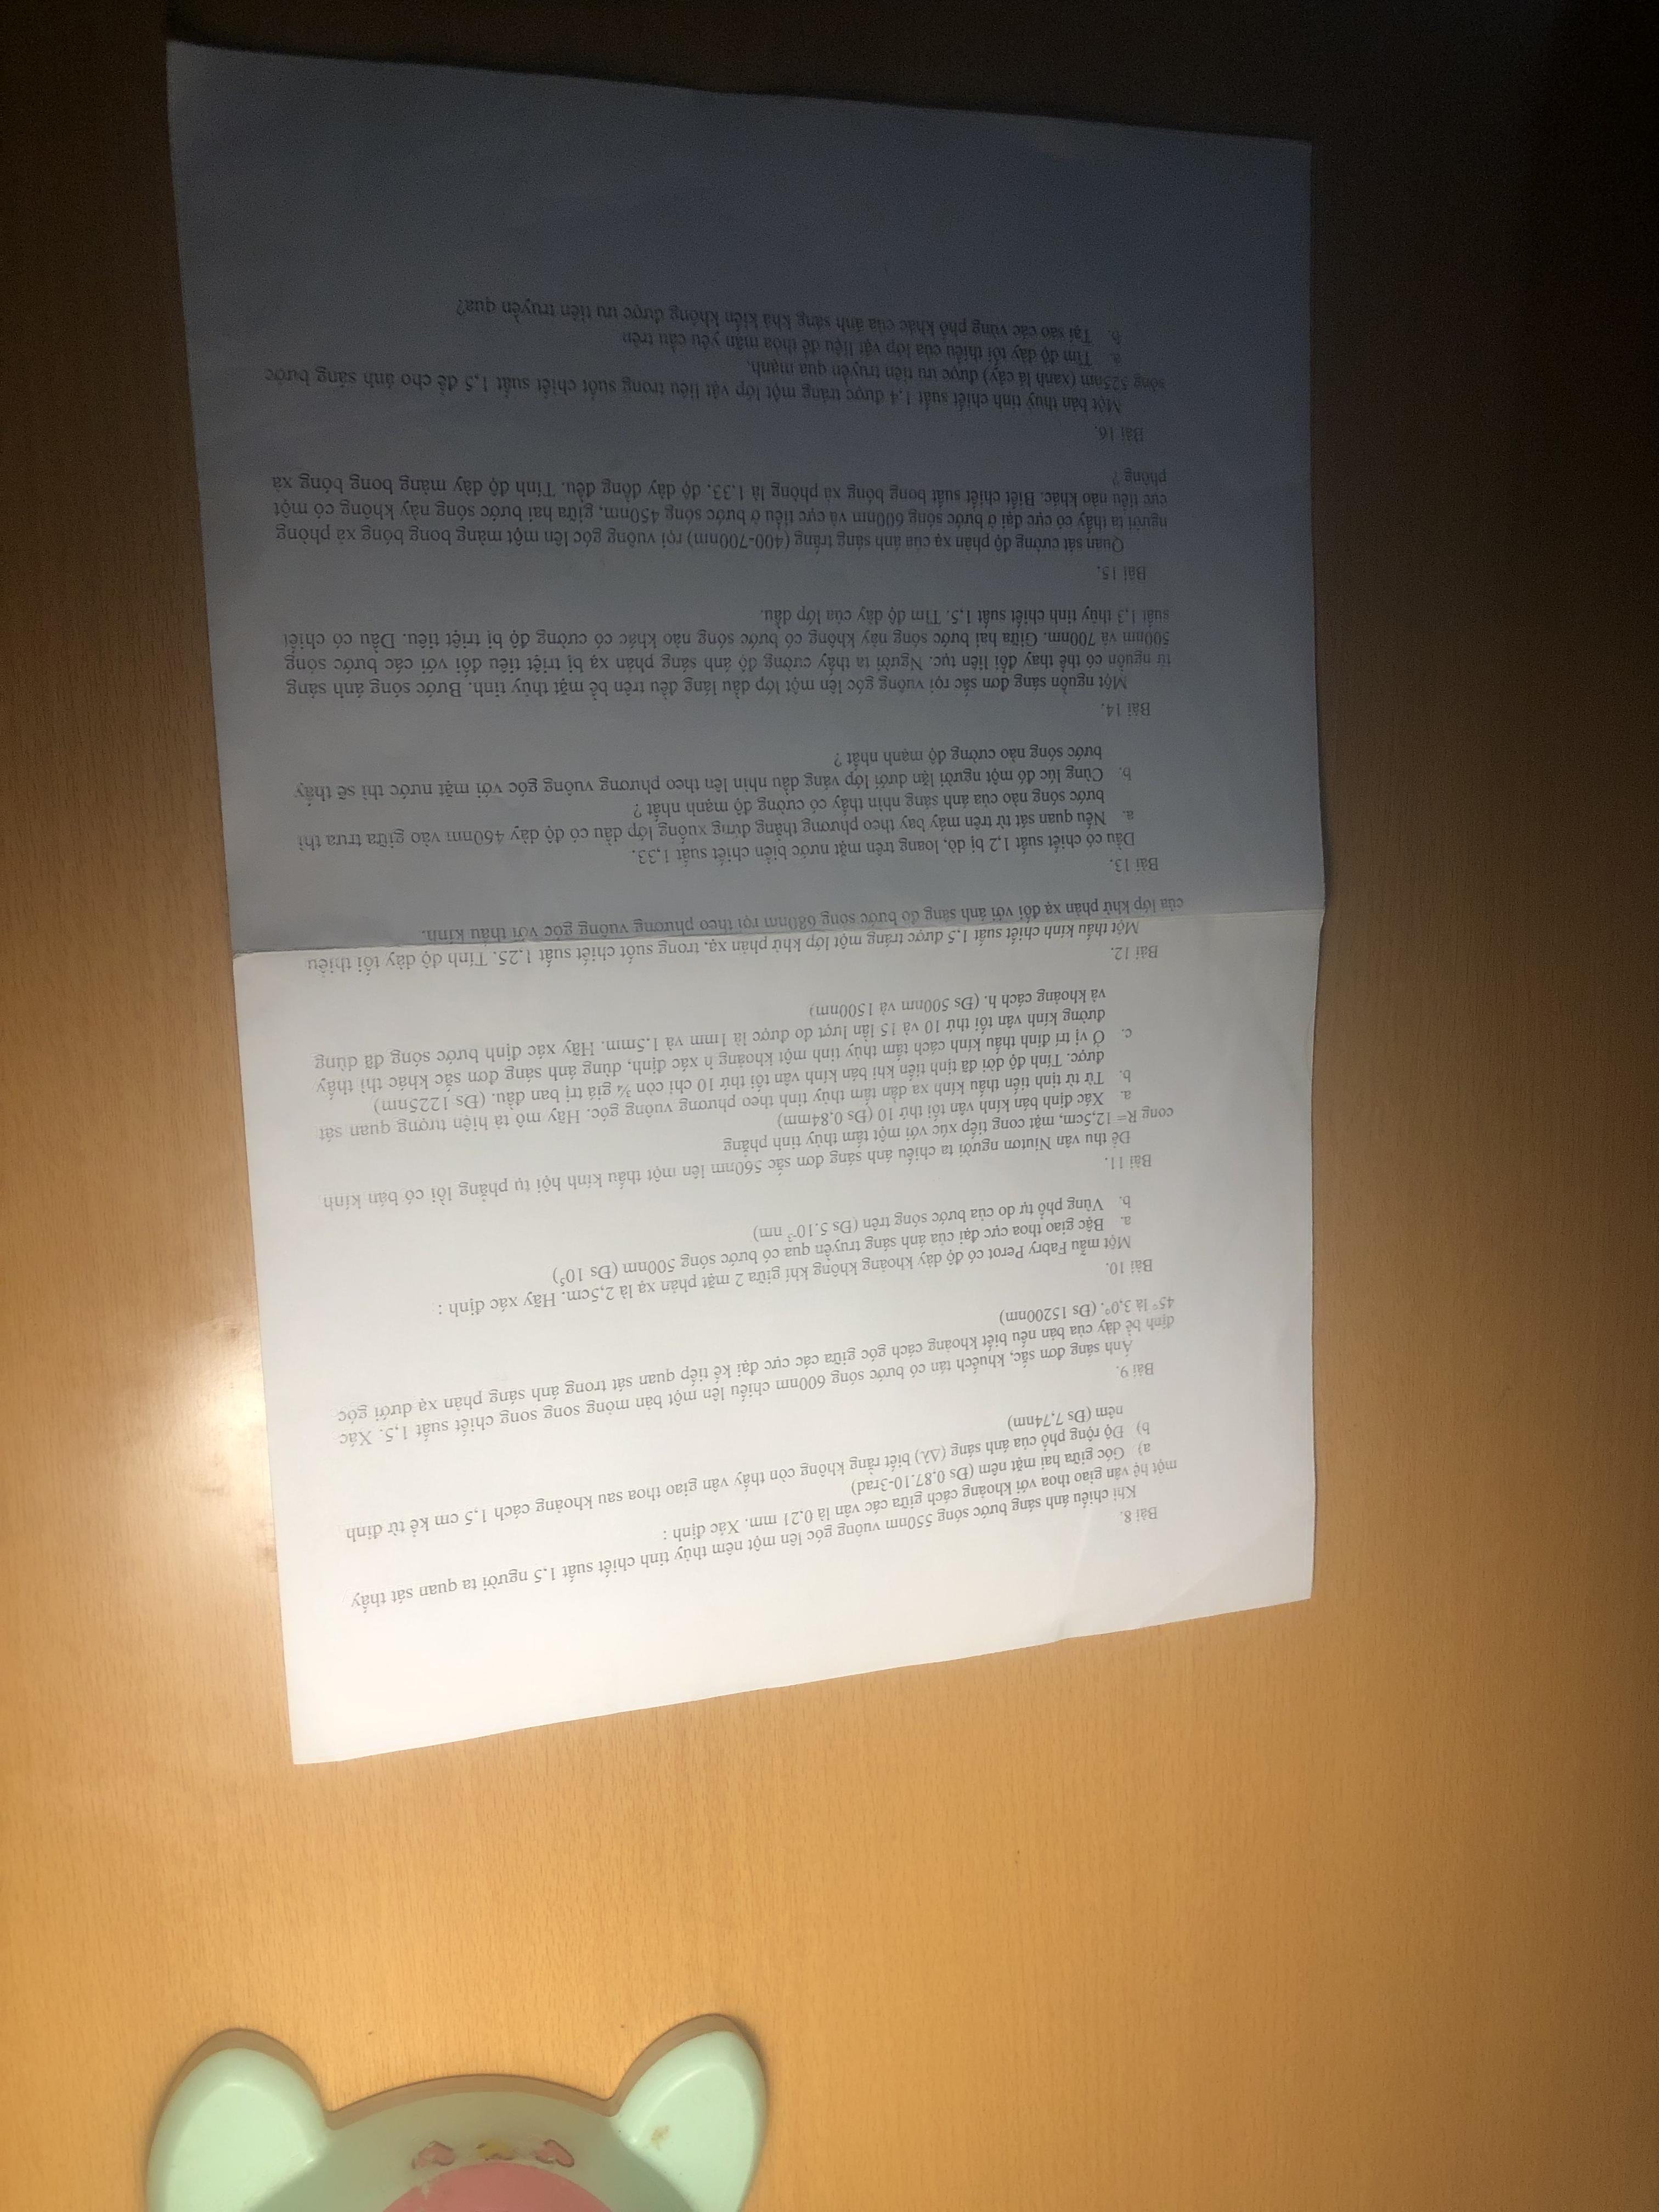 Bài 8.
Khi chiếu ánh sáng bước sóng 550nm vuông góc lên một nêm thủy tinh chiết suất 1,5 người ta quan sát thấy
một hệ vân giao thoa với khoảng cách giữa các vân là 0,21 mm. Xác định :
a) Góc giữa hai mặt nêm (Đs 0,87.10-3rad)
b) Độ rộng phổ của ánh sáng (Δλ) biết rằng không còn thấy vân giao thoa sau khoảng cách 1,5 cm kể từ đỉnh
nêm (Đs 7,74nm)
Bài 9.
Ánh sáng đơn sắc, khuếch tán có bước sóng 600nm chiếu lên một bản mỏng song song chiết suất 1,5. Xác
định bề dày của bản nếu biết khoảng cách góc giữa các cực đại kế tiếp quan sát trong ánh sáng phản xạ dưới góc
45° là 3,0°. (Đs 15200nm)
Bài 10.
Một mẫu Fabry Perot có độ dày khoảng không khí giữa 2 mặt phản xạ là 2,5cm. Hãy xác định :
a. Bậc giao thoa cực đại của ánh sáng truyền qua có bước sóng 500nm (Đs 10⁵)
b. Vùng phổ tự do của bước sóng trên (Đs 5.10⁻³ nm)
Bài 11.
Để thu vân Niutơn người ta chiếu ánh sáng đơn sắc 560nm lên một thấu kính hội tụ phẳng lồi có bán kính
cong R= 12,5cm, mặt cong tiếp xúc với một tấm thủy tinh phẳng
a. Xác định bán kính vân tối thứ 10 (Đs 0,84mm)
b. Từ từ tịnh tiến thấu kính xa dần tấm thủy tinh theo phương vuông góc. Hãy mô tả hiện tượng quan sát
được. Tính độ dời đã tịnh tiến khi bán kính vân tối thứ 10 chỉ còn ¾ giá trị ban đầu. (Đs 1225nm)
c. Ở vị trí đỉnh thấu kính cách tấm thủy tinh một khoảng h xác định, dùng ánh sáng đơn sắc khác thì thấy
đường kính vân tối thứ 10 và 15 lần lượt đo được là 1mm và 1.5mm. Hãy xác định bước sóng đã dùng
và khoảng cách h. (Đs 500nm và 1500nm)
Bài 12.
Một thấu kính chiết suất 1.5 được tráng một lớp khử phản xạ, trong suốt chiết suất 1.25. Tính độ dày tối thiểu
của lớp khử phản xạ đối với ánh sáng đỏ bước sóng 680nm rọi theo phương vuông góc với thấu kính.
Bài 13.
Dầu có chiết suất 1,2 bị dò, loang trên mặt nước biển chiết suất 1,33.
a. Nếu quan sát từ trên máy bay theo phương thẳng đứng xuống lớp dầu có độ dày 460nm vào giữa trưa thì
bước sóng nào của ánh sáng nhìn thấy có cường độ mạnh nhất ?
b. Cùng lúc đó một người lặn dưới lớp váng dầu nhìn lên theo phương vuông góc với mặt nước thì sẽ thấy
bước sóng nào cường độ mạnh nhất ?
Bài 14.
Một nguồn sáng đơn sắc rọi vuông góc lên một lớp dầu láng đều trên bề mặt thủy tinh. Bước sóng ánh sáng
từ nguồn có thể thay đổi liên tục. Người ta thấy cường độ ánh sáng phản xạ bị triệt tiêu đối với các bước sóng
500nm và 700nm. Giữa hai bước sóng này không có bước sóng nào khác có cường độ bị triệt tiêu. Dầu có chiết
suất 1,3 thủy tinh chiết suất 1,5. Tìm độ dày của lớp dầu.
Bài 15.
Quan sát cường độ phản xạ của ánh sáng trắng (400-700nm) rọi vuông góc lên một màng bong bóng xà phòng
người ta thấy có cực đại ở bước sóng 600nm và cực tiểu ở bước sóng 450nm, giữa hai bước sóng này không có một
cực tiểu nào khác. Biết chiết suất bong bóng xà phòng là 1.33. độ dày đồng đều. Tính độ dày màng bong bóng xà
phòng ?
Bài 16.
Một bản thủy tinh chiết suất 1,4 được tráng một lớp vật liệu trong suốt chiết suất 1,5 để cho ánh sáng bước
sóng 525nm (xanh lá cây) được ưu tiên truyền qua mạnh.
a. Tìm độ dày tối thiểu của lớp vật liệu để thỏa mãn yêu cầu trên
b. Tại sao các vùng phổ khác của ánh sáng khả kiến không được ưu tiên truyền qua?